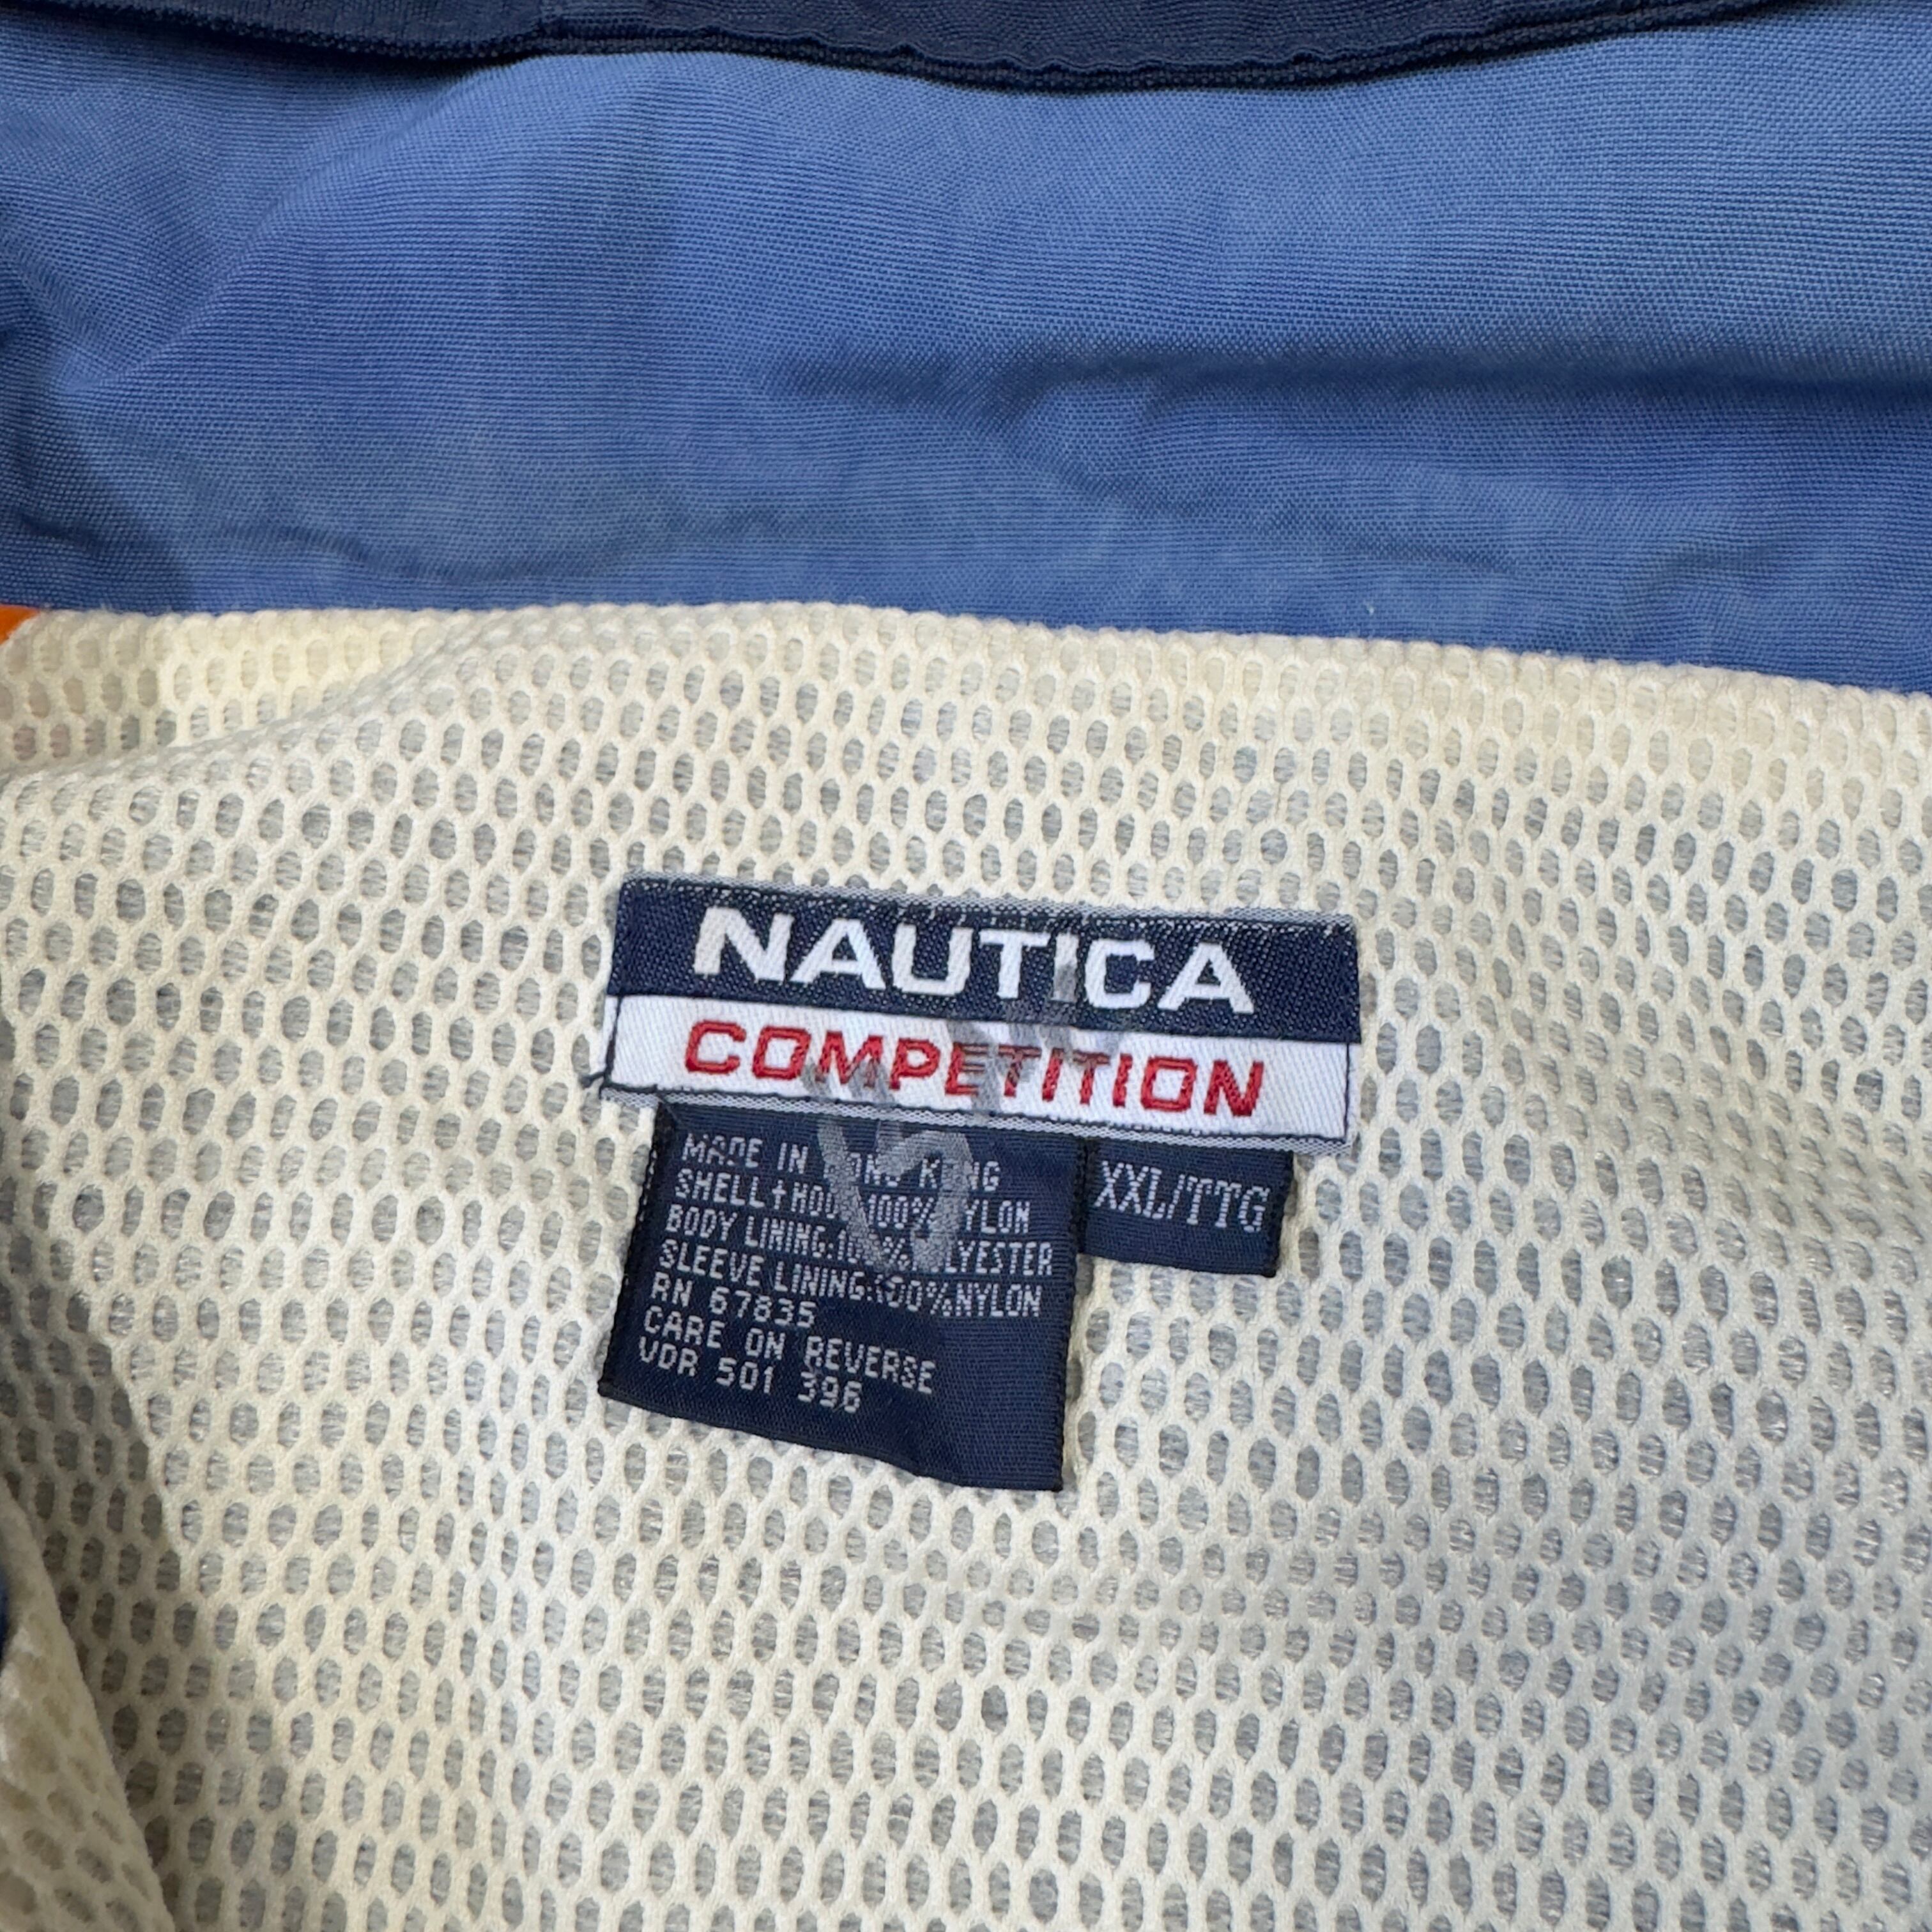 NAUTICA
COMPETITION
MADE IN HONG KONG
SHELL+HOOD 100% NYLON
BODY LINING:100% POLYESTER
SLEEVE LINING:100%NYLON
RN 67835
CARE ON REVERSE
VDR 501 396
XXL/TTG